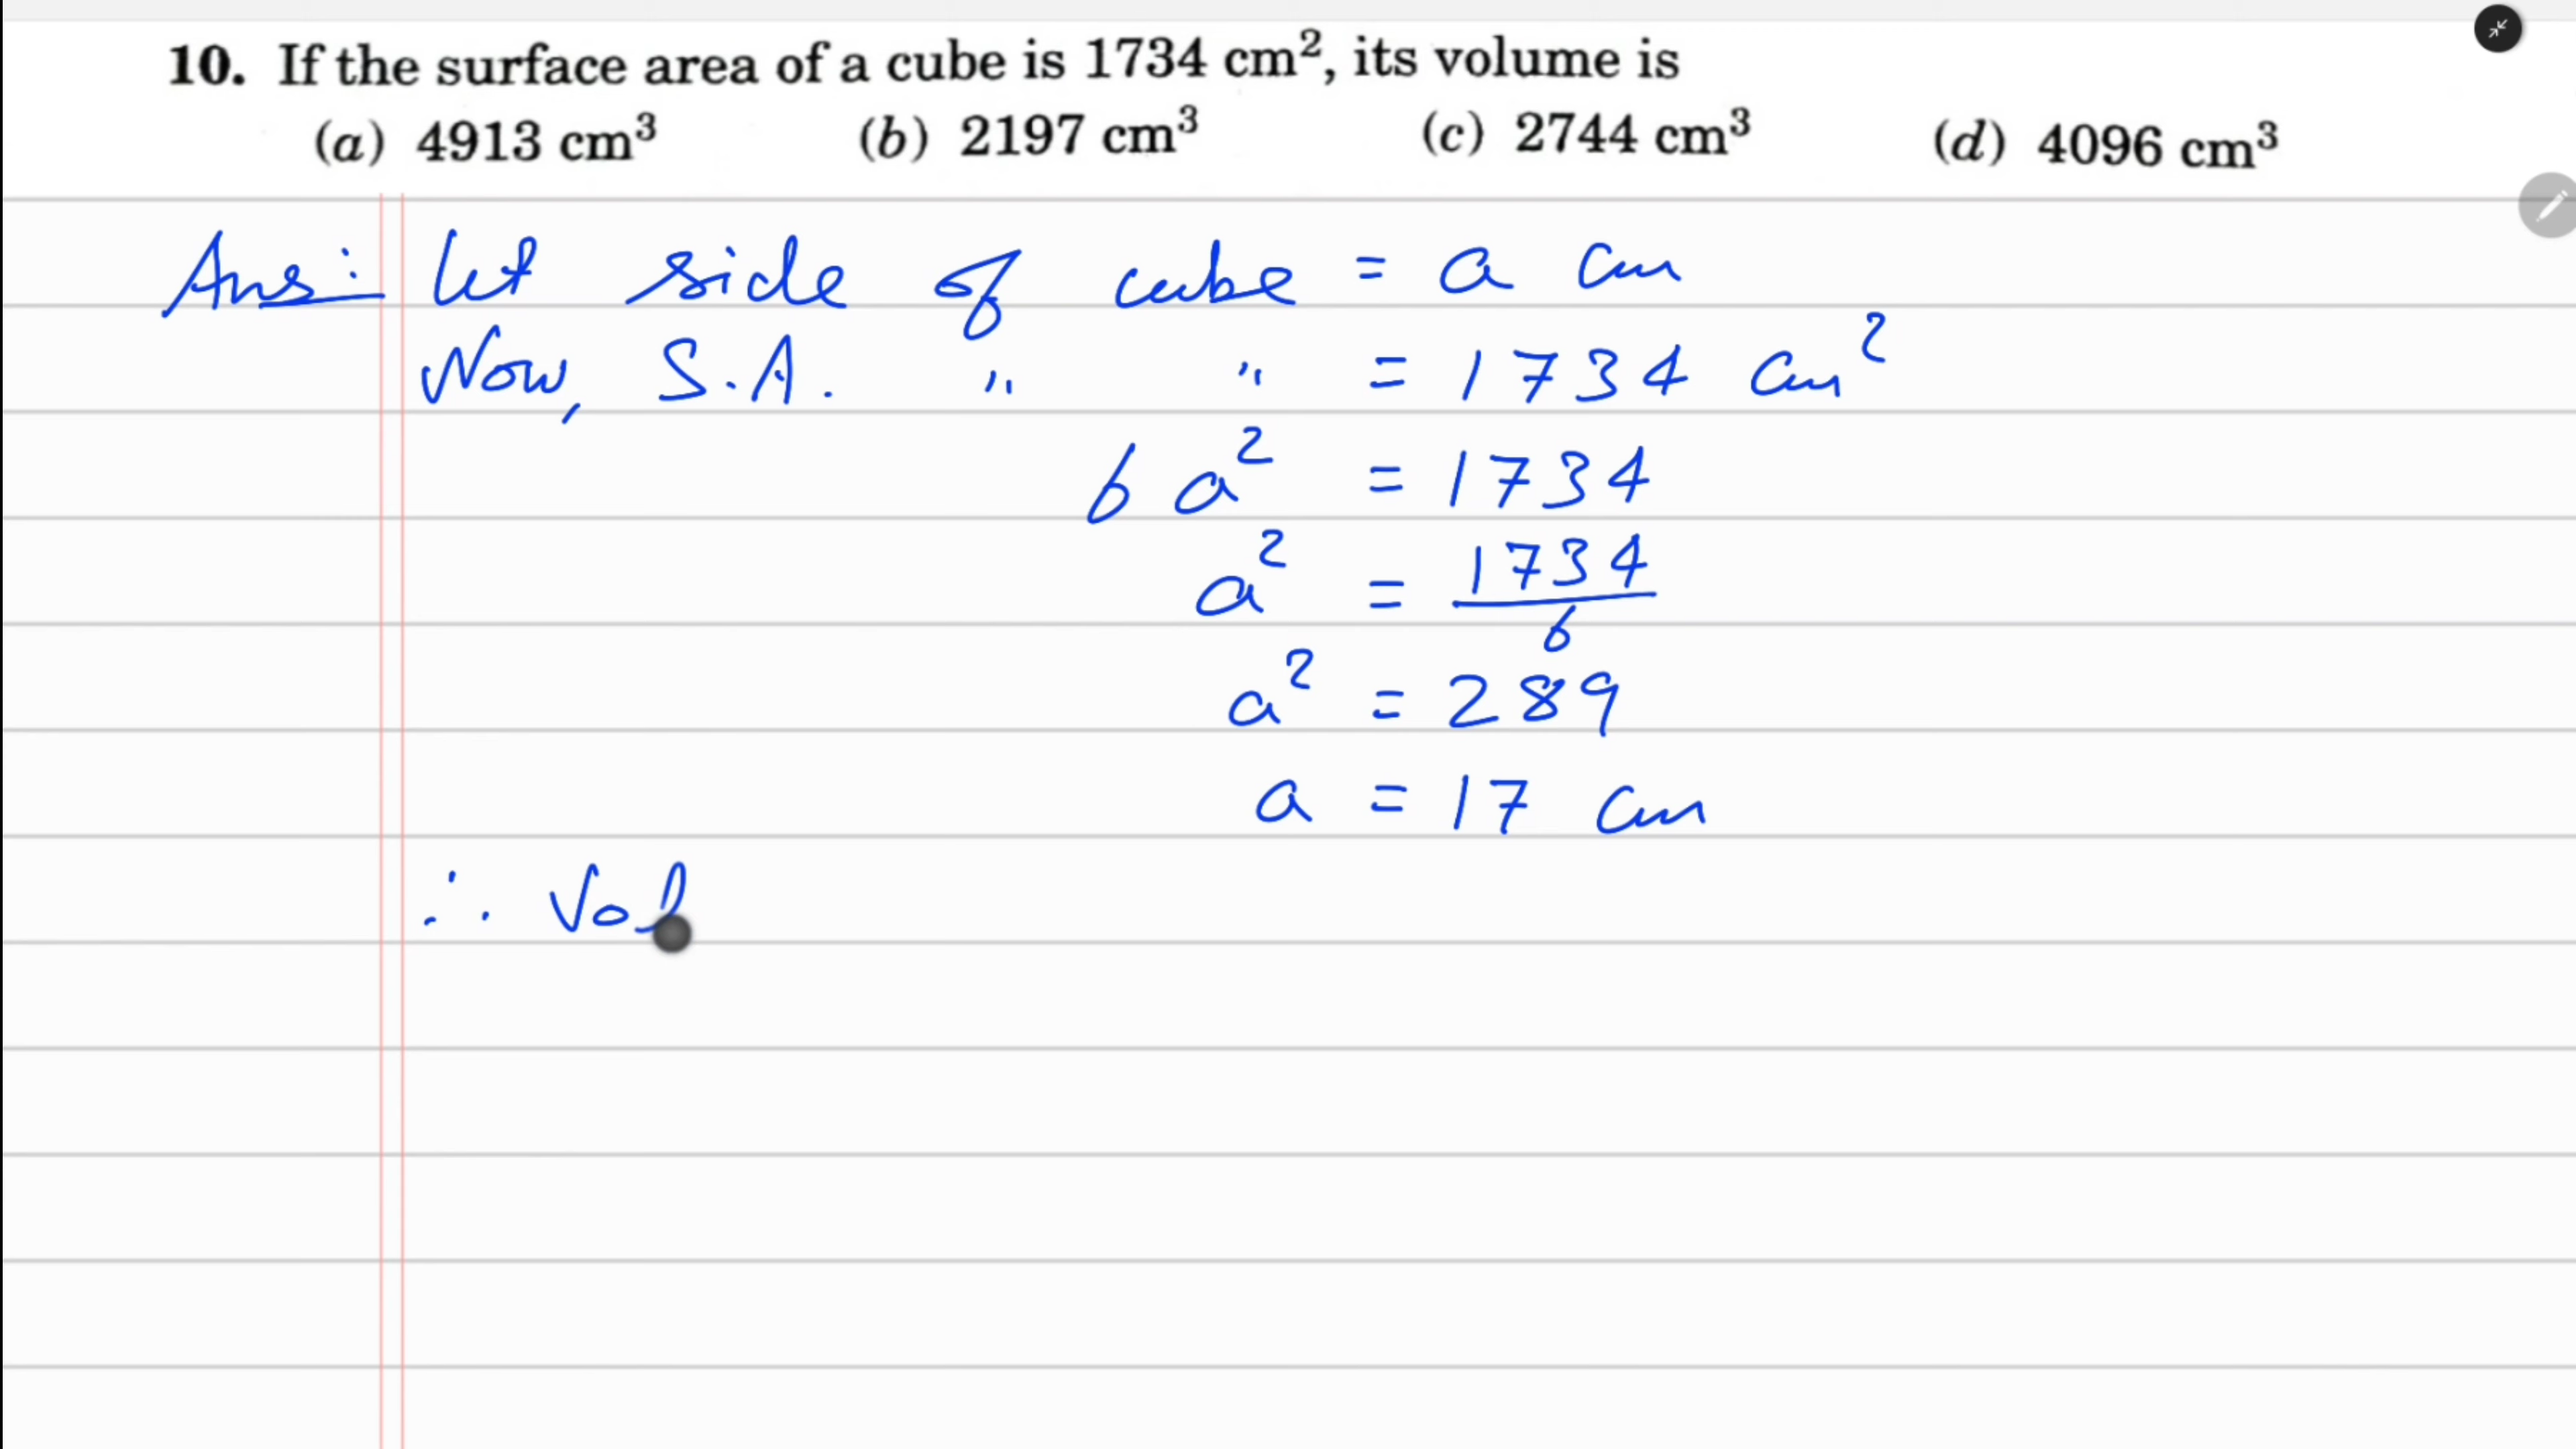 10. If the surface area of a cube is 1734 cm², its volume is
(a) 4913 cm³ (b) 2197 cm³ (c) 2744 cm³ (d) 4096 cm³
Ans:- let side of cube = a cm
Now, S.A. " " = 1734 cm²
6 a² = 1734
a² = 1734/6
a² = 289
a = 17 cm
∴ Vol